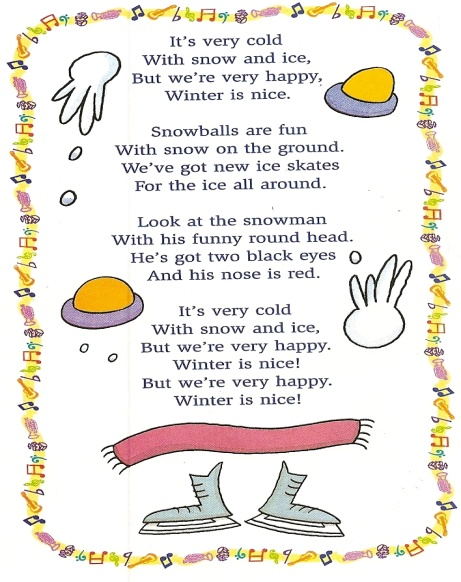 It's very cold
With snow and ice,
But we're very happy,
Winter is nice.
Snowballs are fun
With snow on the ground.
We've got new ice skates
For the ice all around.
Look at the snowman
With his funny round head.
He's got two black eyes
And his nose is red.
It's very cold
With snow and ice,
But we're very happy.
Winter is nice!
But we're very happy.
Winter is nice!